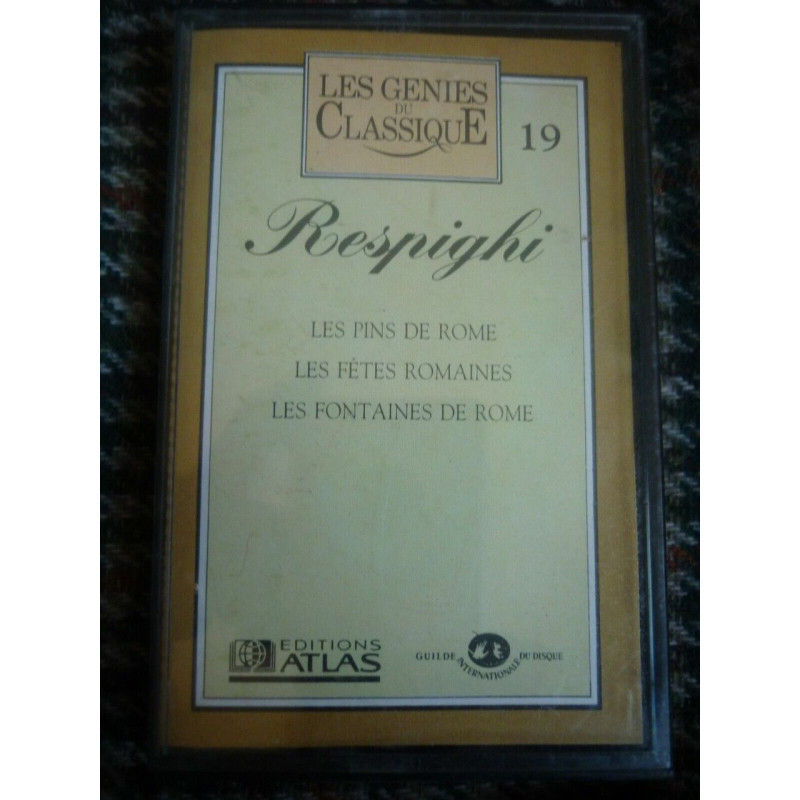 LES GENIES
DU
CLASSIQUE
19
Respighi
LES PINS DE ROME
LES FÊTES ROMAINES
LES FONTAINES DE ROME
EDITIONS
ATLAS
GUILDE INTERNATIONALE DU DISQUE